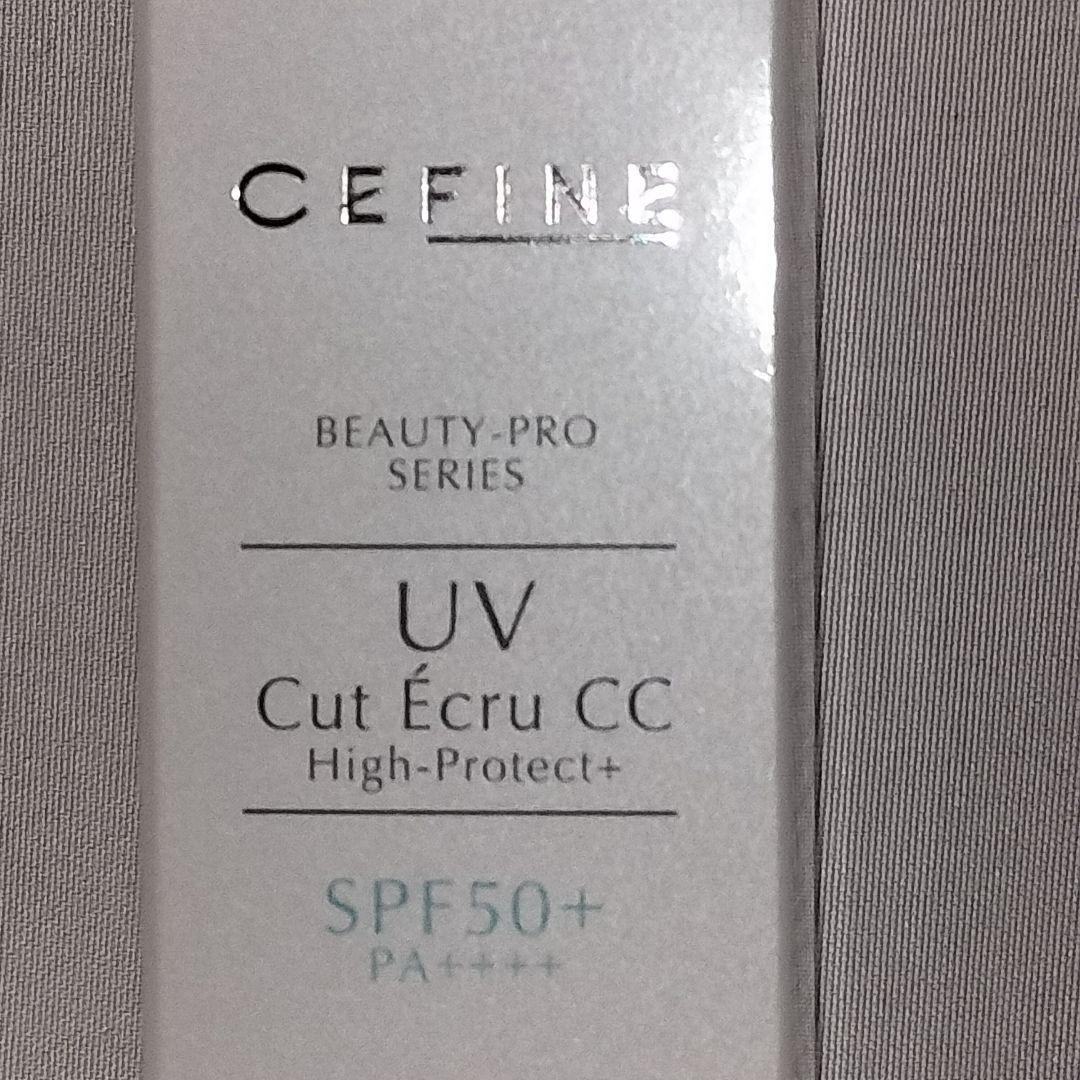 CEFINE
BEAUTY-PRO
SERIES
UV
Cut Écru CC
High-Protect+
SPF50+
PA++++